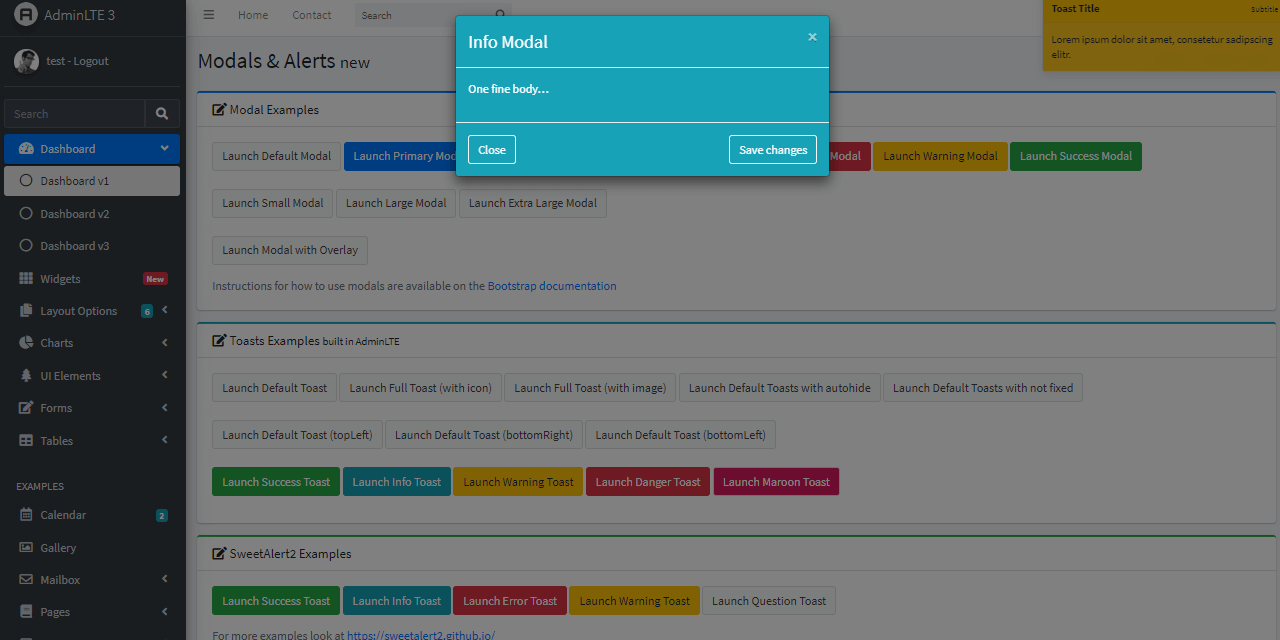 AdminLTE 3
test - Logout
Search
Dashboard
Dashboard v1
Dashboard v2
Dashboard v3
Widgets New
Layout Options 6
Charts
UI Elements
Forms
Tables
EXAMPLES
Calendar 2
Gallery
Mailbox
Pages
Home Contact Search
Toast Title Subtitle
Lorem ipsum dolor sit amet, consetetur sadipscing
elitr.
Info Modal ×
One fine body...
Close Save changes
Modals & Alerts new
Modal Examples
Launch Default Modal Launch Primary Modal Launch Warning Modal Launch Success Modal
Launch Small Modal Launch Large Modal Launch Extra Large Modal
Launch Modal with Overlay
Instructions for how to use modals are available on the Bootstrap documentation
Toasts Examples built in AdminLTE
Launch Default Toast Launch Full Toast (with icon) Launch Full Toast (with image) Launch Default Toasts with autohide Launch Default Toasts with not fixed
Launch Default Toast (topLeft) Launch Default Toast (bottomRight) Launch Default Toast (bottomLeft)
Launch Success Toast Launch Info Toast Launch Warning Toast Launch Danger Toast Launch Maroon Toast
SweetAlert2 Examples
Launch Success Toast Launch Info Toast Launch Error Toast Launch Warning Toast Launch Question Toast
For more examples look at https://sweetalert2.github.io/